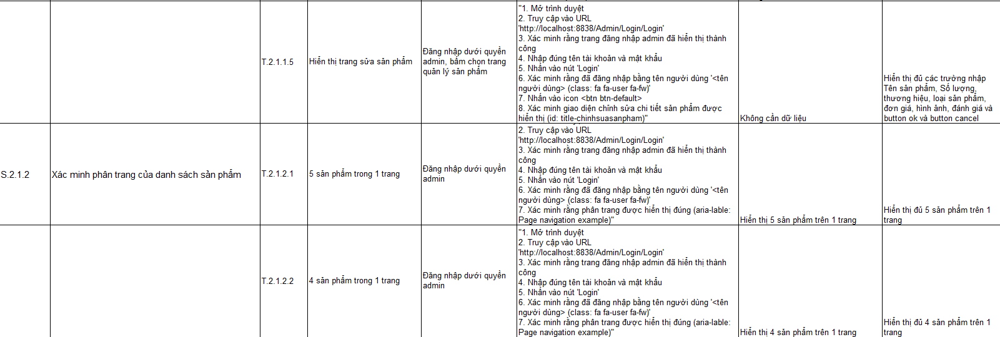 T.2.1.1.5
Hiển thị trang sửa sản phẩm
Đăng nhập dưới quyền
admin, bấm chọn trang
quản lý sản phẩm
"1. Mở trình duyệt
2. Truy cập vào URL
'http://localhost:8838/Admin/Login/Login'
3. Xác minh rằng trang đăng nhập admin đã hiển thị thành
công
4. Nhập đúng tên tài khoản và mật khẩu
5. Nhấn vào nút 'Login'
6. Xác minh rằng đã đăng nhập bằng tên người dùng '<tên
người dùng> (class: fa fa-user fa-fw)'
7. Nhấn vào icon <btn btn-default>
8. Xác minh giao diện chỉnh sửa chi tiết sản phẩm được
hiển thị (id: title-chinhsuasanpham)"
Không cần dữ liệu
Hiển thị đủ các trường nhập
Tên sản phẩm, Số lượng,
thương hiệu, loại sản phẩm,
đơn giá, hình ảnh, đánh giá và
button ok và button cancel
S.2.1.2
Xác minh phân trang của danh sách sản phẩm
T.2.1.2.1
5 sản phẩm trong 1 trang
Đăng nhập dưới quyền
admin
2. Truy cập vào URL
'http://localhost:8838/Admin/Login/Login'
3. Xác minh rằng trang đăng nhập admin đã hiển thị thành
công
4. Nhập đúng tên tài khoản và mật khẩu
5. Nhấn vào nút 'Login'
6. Xác minh rằng đã đăng nhập bằng tên người dùng '<tên
người dùng> (class: fa fa-user fa-fw)'
7. Xác minh rằng phân trang được hiển thị đúng (aria-lable:
Page navigation example)"
Hiển thị 5 sản phẩm trên 1 trang
Hiển thị đủ 5 sản phẩm trên 1
trang
T.2.1.2.2
4 sản phẩm trong 1 trang
Đăng nhập dưới quyền
admin
"1. Mở trình duyệt
2. Truy cập vào URL
'http://localhost:8838/Admin/Login/Login'
3. Xác minh rằng trang đăng nhập admin đã hiển thị thành
công
4. Nhập đúng tên tài khoản và mật khẩu
5. Nhấn vào nút 'Login'
6. Xác minh rằng đã đăng nhập bằng tên người dùng '<tên
người dùng> (class: fa fa-user fa-fw)'
7. Xác minh rằng phân trang được hiển thị đúng (aria-lable:
Page navigation example)"
Hiển thị 4 sản phẩm trên 1 trang
Hiển thị đủ 4 sản phẩm trên 1
trang